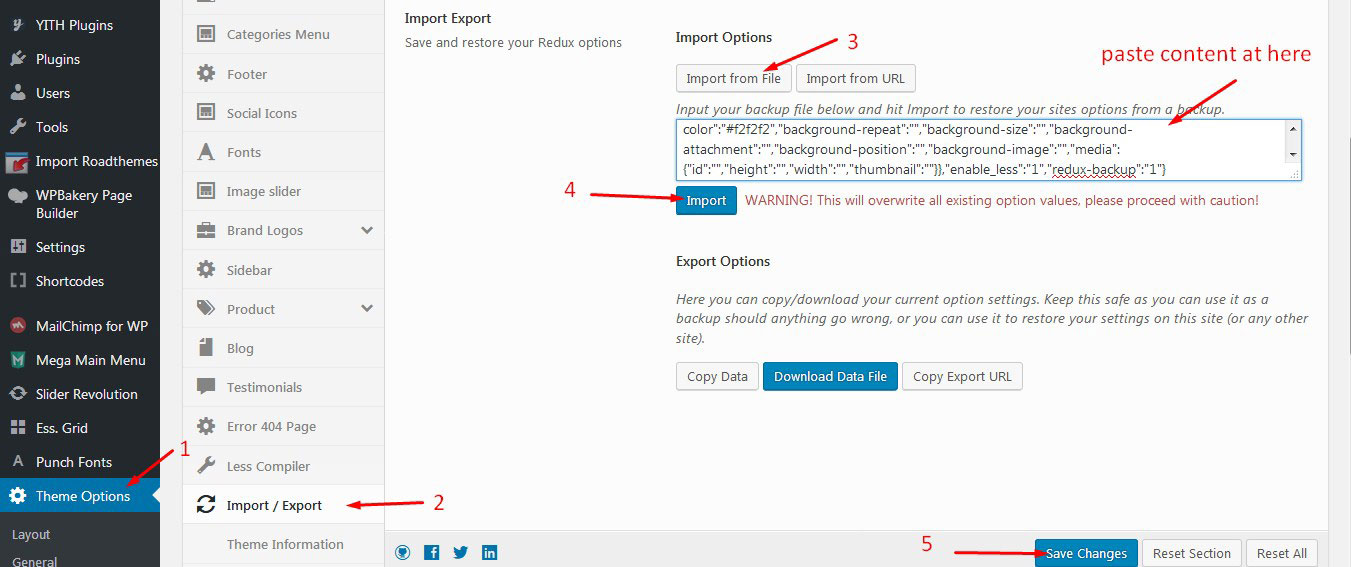 YITH Plugins
Plugins
Users
Tools
Import Roadthemes
WPBakery Page
Builder
Settings
Shortcodes
MailChimp for WP
Mega Main Menu
Slider Revolution
Ess. Grid
Punch Fonts
1
Theme Options
Layout
General
Categories Menu
Footer
Social Icons
Fonts
Image slider
Brand Logos
Sidebar
Product
Blog
Testimonials
Error 404 Page
Less Compiler
Import / Export
2
Theme Information
Import Export
Save and restore your Redux options
Import Options
3
paste content at here
Import from File
Import from URL
Input your backup file below and hit Import to restore your sites options from a backup.
color":"#f2f2f2","background-repeat":"","background-size":"","background-
attachment":"","background-position":"","background-image":"","media":
{"id":"","height":"","width":"","thumbnail":""}},"enable_less":"1","redux-backup":"1"}
4
Import
WARNING! This will overwrite all existing option values, please proceed with caution!
Export Options
Here you can copy/download your current option settings. Keep this safe as you can use it as a
backup should anything go wrong, or you can use it to restore your settings on this site (or any other
site).
Copy Data
Download Data File
Copy Export URL
5
Save Changes
Reset Section
Reset All